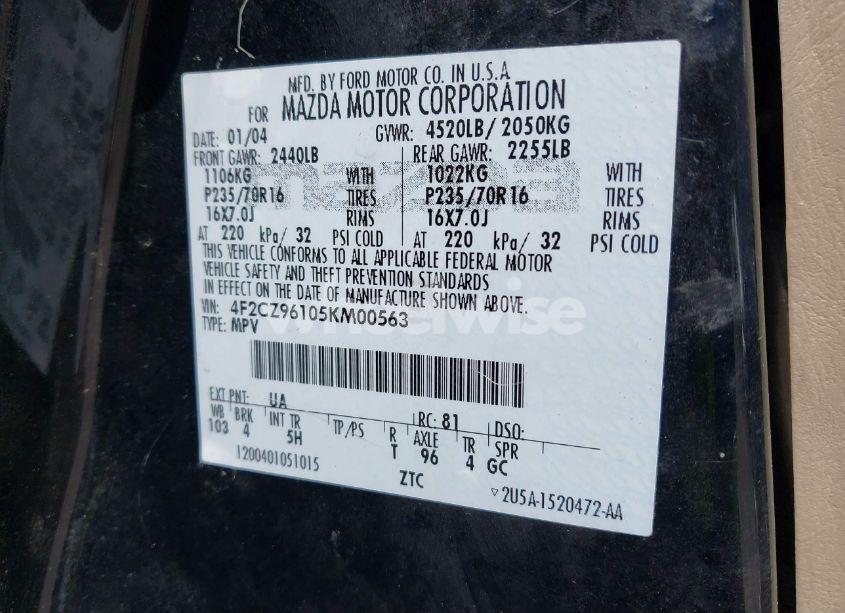 MFD. BY FORD MOTOR CO. IN U.S.A
FOR MAZDA MOTOR CORPORATION
DATE: 01/04 GVWR: 4520LB/ 2050KG
FRONT GAWR: 2440LB REAR GAWR: 2255LB
1106KG WITH 1022KG WITH
P235/70R16 TIRES P235/70R16 TIRES
16X7.0J RIMS 16X7.0J RIMS
AT 220 kPa/ 32 PSI COLD AT 220 kPa/ 32 PSI COLD
THIS VEHICLE CONFORMS TO ALL APPLICABLE FEDERAL MOTOR
VEHICLE SAFETY AND THEFT PREVENTION STANDARDS
IN EFFECT ON THE DATE OF MANUFACTURE SHOWN ABOVE.
VIN: 4F2CZ96105KM00563
TYPE: MPV
wheelwise
EXT PNT: UA RC: 81 DSO:
WB BRK INT TR TP/PS R AXLE TR SPR
103 4 5H T 96 4 GC
1200401051015 ZTC
▽2U5A-1520472-AA